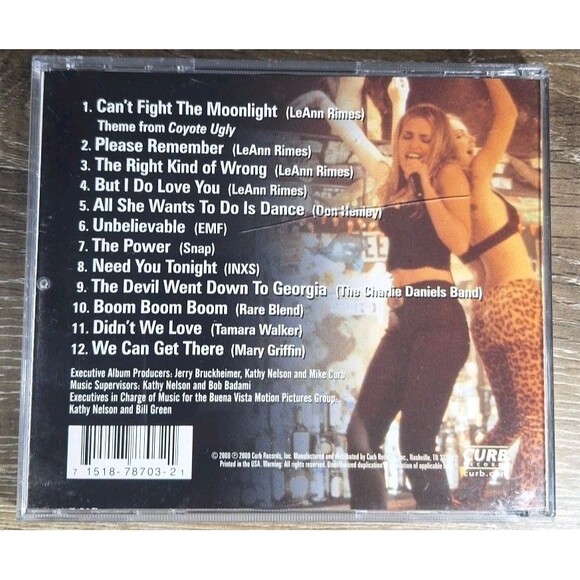 1. Can't Fight The Moonlight (LeAnn Rimes)
Theme from Coyote Ugly
2. Please Remember (LeAnn Rimes)
3. The Right Kind of Wrong (LeAnn Rimes)
4. But I Do Love You (LeAnn Rimes)
5. All She Wants To Do Is Dance (Don Henley)
6. Unbelievable (EMF)
7. The Power (Snap)
8. Need You Tonight (INXS)
9. The Devil Went Down To Georgia (The Charlie Daniels Band)
10. Boom Boom Boom (Rare Blend)
11. Didn't We Love (Tamara Walker)
12. We Can Get There (Mary Griffin)
Executive Album Producers: Jerry Bruckheimer, Kathy Nelson and Mike Curb
Music Supervisors: Kathy Nelson and Bob Badami
Executives in Charge of Music for the Buena Vista Motion Pictures Group:
Kathy Nelson and Bill Green
7 15187-8703-2 1
© 2000 ℗ 2000 Curb Records, Inc. Manufactured and distributed by Curb Records, Inc., Nashville, TN
Printed in the USA. Warning: All rights reserved. Unauthorized duplication is a violation of applicable
CURB
RECORDS
curb.com